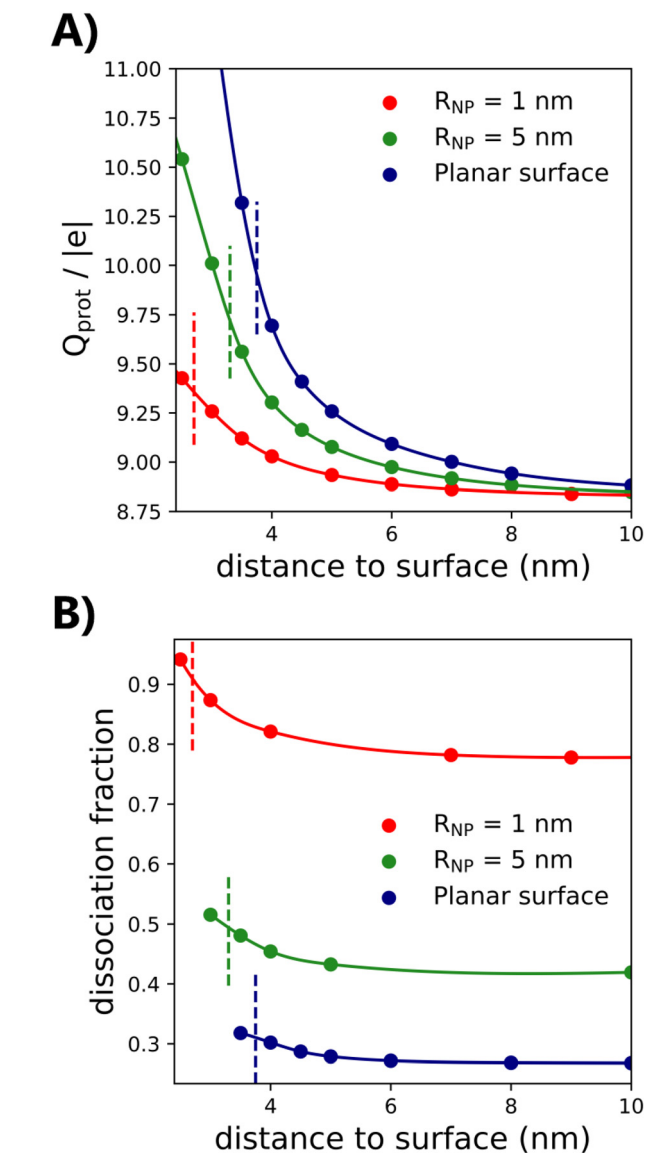 A)
11.00
10.75
10.50
10.25
10.00
9.75
9.50
9.25
9.00
8.75
Q_prot / |e|
R_NP = 1 nm
R_NP = 5 nm
Planar surface
4 6 8 10
distance to surface (nm)
B)
0.9
0.8
0.7
0.6
0.5
0.4
0.3
dissociation fraction
R_NP = 1 nm
R_NP = 5 nm
Planar surface
4 6 8 10
distance to surface (nm)